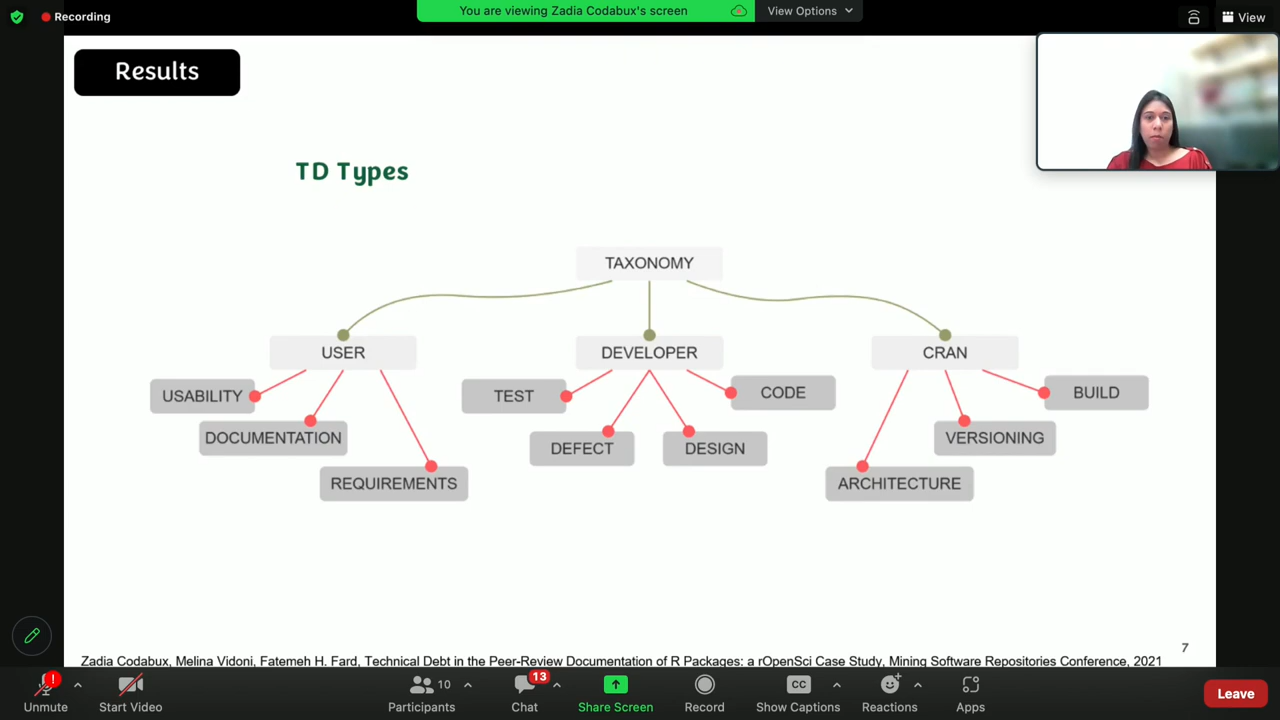 Recording
You are viewing Zadia Codabux's screen
View Options
View
Results
TD Types
TAXONOMY
USER
DEVELOPER
CRAN
USABILITY
DOCUMENTATION
REQUIREMENTS
TEST
DEFECT
DESIGN
CODE
ARCHITECTURE
VERSIONING
BUILD
7
Zadia Codabux, Melina Vidoni, Fatemeh H. Fard, Technical Debt in the Peer-Review Documentation of R Packages: a rOpenSci Case Study, Mining Software Repositories Conference, 2021
Unmute
Start Video
10
Participants
13
Chat
Share Screen
Record
CC
Show Captions
Reactions
Apps
Leave